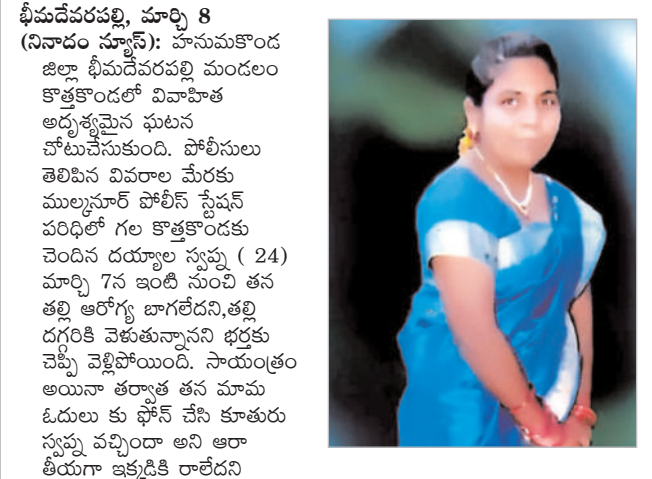 భీమదేవరపల్లి, మార్చి 8
(నినాదం న్యూస్): హనుమకొండ
జిల్లా భీమదేవరపల్లి మండలం
కొత్తకొండలో వివాహిత
అదృశ్యమైన ఘటన
చోటుచేసుకుంది. పోలీసులు
తెలిపిన వివరాల మేరకు
ముల్కనూర్ పోలీస్ స్టేషన్
పరిధిలో గల కొత్తకొండకు
చెందిన దయ్యాల స్వప్న ( 24)
మార్చి 7న ఇంటి నుంచి తన
తల్లి ఆరోగ్య బాగలేదని,తల్లి
దగ్గరికి వెళుతున్నానని భర్తకు
చెప్పి వెళ్లిపోయింది. సాయంత్రం
అయినా తర్వాత తన మామ
ఓదులు కు ఫోన్ చేసి కూతురు
స్వప్న వచ్చిందా అని ఆరా
తీయగా ఇక్కడికి రాలేదని